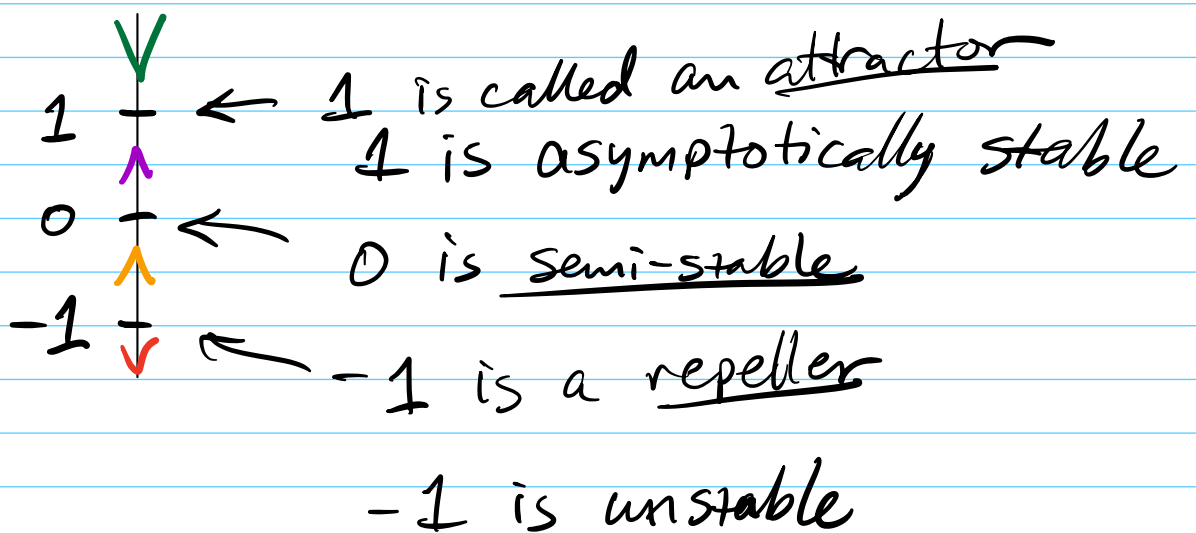 1 1 is called an attractor
1 is asymptotically stable
0 0 is semi-stable
-1 -1 is a repeller
-1 is unstable